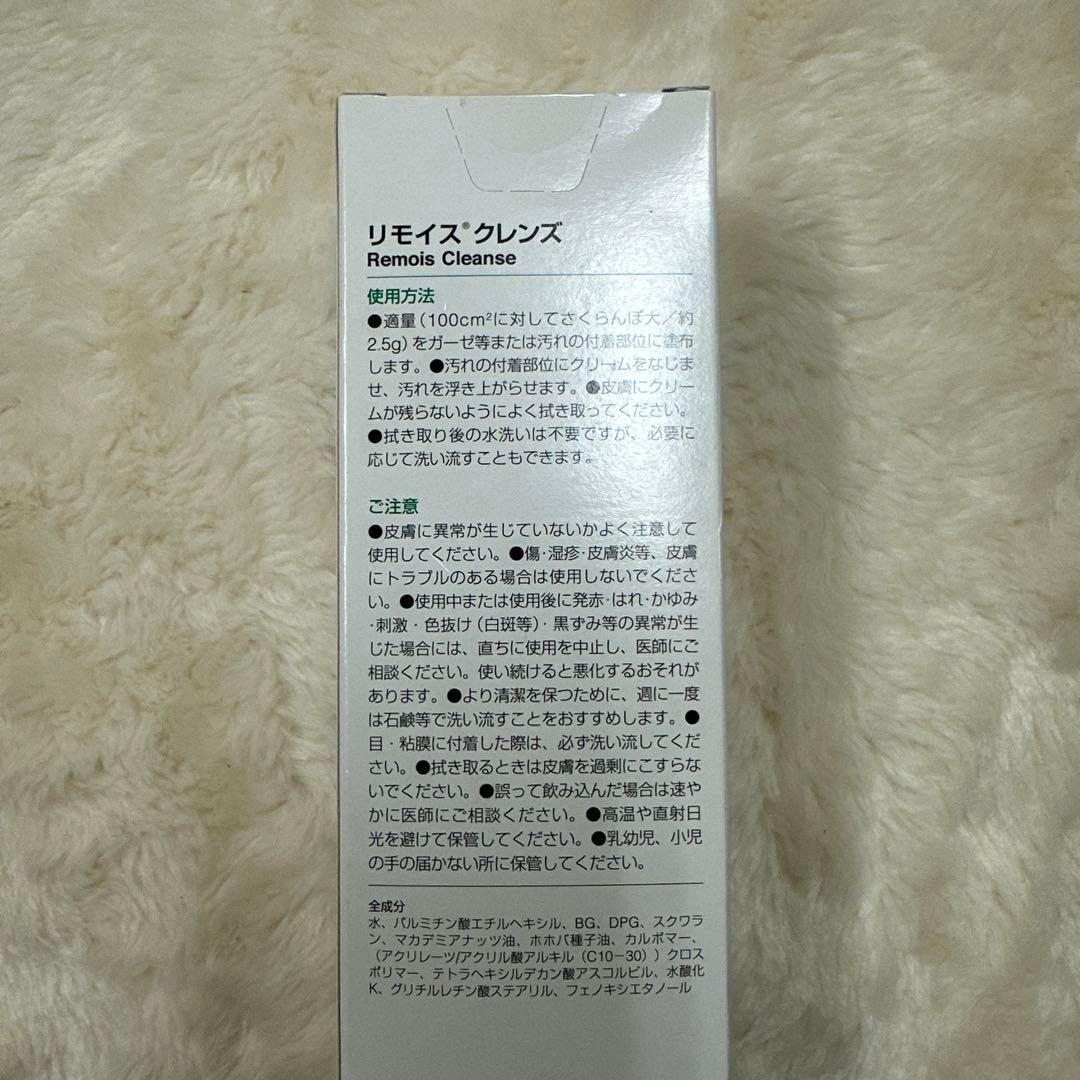 リモイス®クレンズ
Remois Cleanse
使用方法
●適量（100cm²に対してさくらんぼ大／約
2.5g）をガーゼ等または汚れの付着部位に塗布
します。●汚れの付着部位にクリームをなじま
せ、汚れを浮き上がらせます。●皮膚にクリー
ムが残らないようによく拭き取ってください。
●拭き取り後の水洗いは不要ですが、必要に
応じて洗い流すこともできます。
ご注意
●皮膚に異常が生じていないかよく注意して
使用してください。●傷・湿疹・皮膚炎等、皮膚
にトラブルのある場合は使用しないでくださ
い。●使用中または使用後に発赤・はれ・かゆみ
・刺激・色抜け（白斑等）・黒ずみ等の異常が生
じた場合には、直ちに使用を中止し、医師にご
相談ください。使い続けると悪化するおそれが
あります。●より清潔を保つために、週に一度
は石鹸等で洗い流すことをおすすめします。●
目・粘膜に付着した際は、必ず洗い流してくだ
さい。●拭き取るときは皮膚を過剰にこすらな
いでください。●誤って飲み込んだ場合は速や
かに医師にご相談ください。●高温や直射日
光を避けて保管してください。●乳幼児、小児
の手の届かない所に保管してください。
全成分
水、パルミチン酸エチルヘキシル、BG、DPG、スクワラ
ン、マカデミアナッツ油、ホホバ種子油、カルボマー、
（アクリレーツ/アクリル酸アルキル（C10－30））クロス
ポリマー、テトラヘキシルデカン酸アスコルビル、水酸化
K、グリチルレチン酸ステアリル、フェノキシエタノール